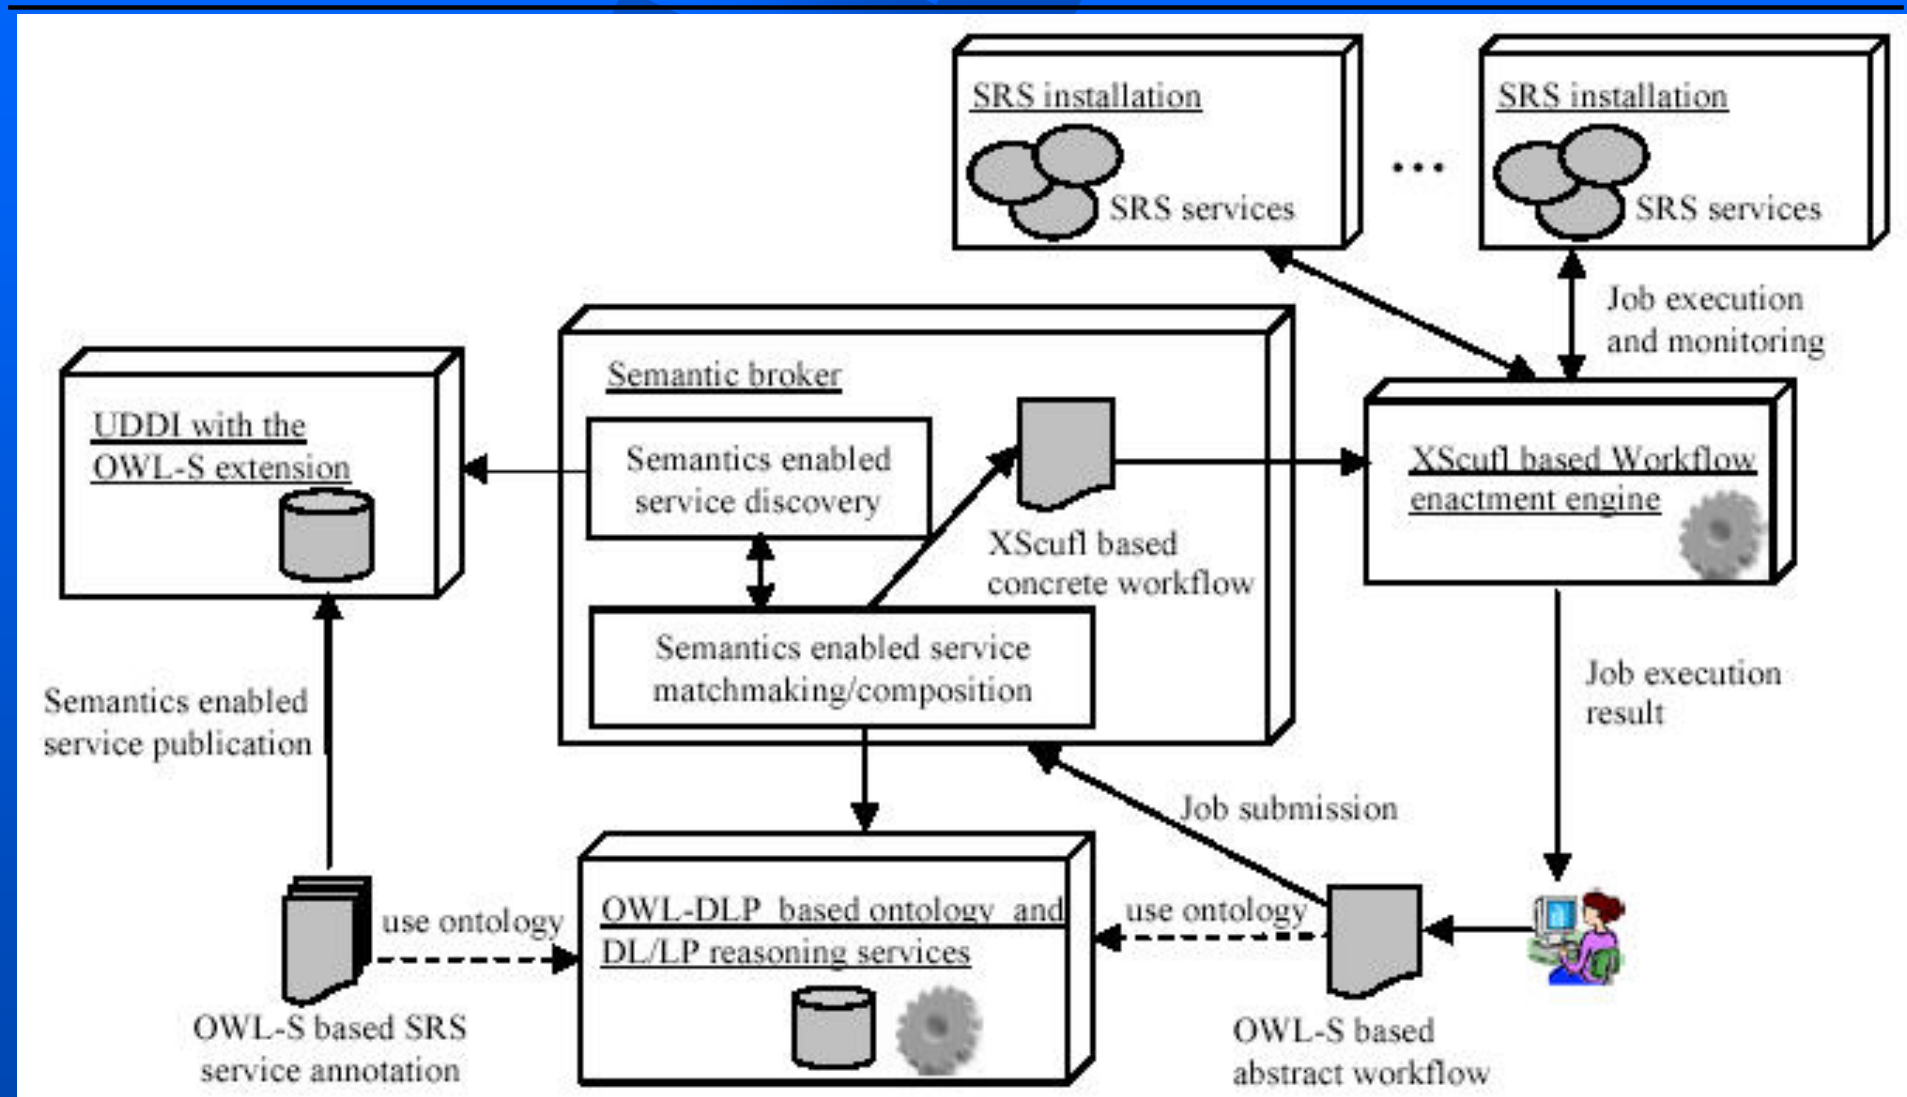 SRS installation
SRS services
...
SRS installation
SRS services
Job execution
and monitoring
Semantic broker
UDDI with the
OWL-S extension
Semantics enabled
service discovery
XScufl based
concrete workflow
XScufl based Workflow
enactment engine
Semantics enabled service
matchmaking/composition
Semantics enabled
service publication
Job execution
result
Job submission
use ontology
OWL-DLP based ontology and
DL/LP reasoning services
use ontology
OWL-S based SRS
service annotation
OWL-S based
abstract workflow